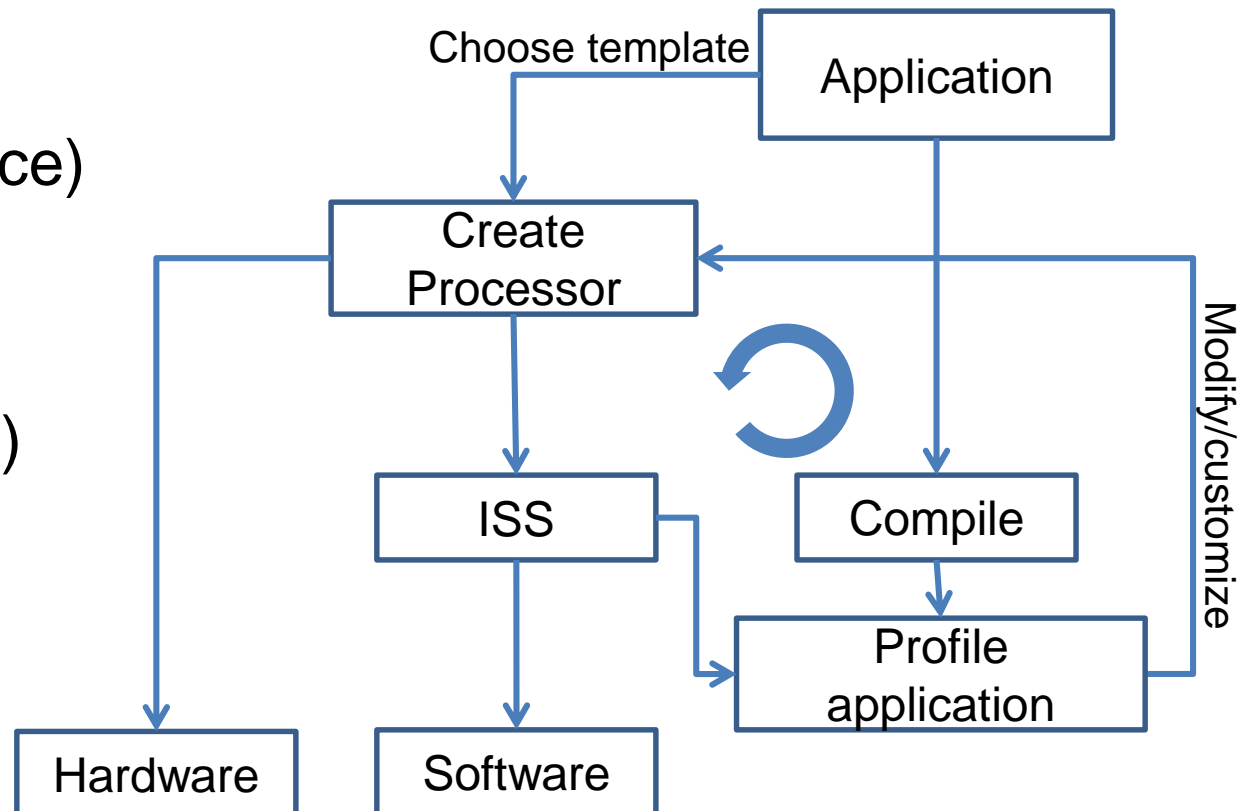 Choose template
Application
ce)
Create
Processor
Modify/customize
)
ISS
Compile
Profile
application
Hardware
Software